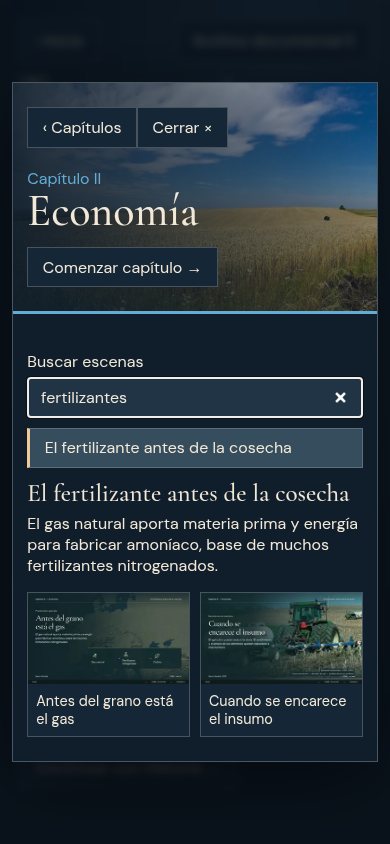 ‹ Capítulos
Cerrar ×
Capítulo II
Economía
Comenzar capítulo →
Buscar escenas
fertilizantes
El fertilizante antes de la cosecha
El fertilizante antes de la cosecha
El gas natural aporta materia prima y energía
para fabricar amoníaco, base de muchos
fertilizantes nitrogenados.
Antes del grano
está el gas
Cuando se
encarece el insumo
Antes del grano está
el gas
Cuando se encarece
el insumo